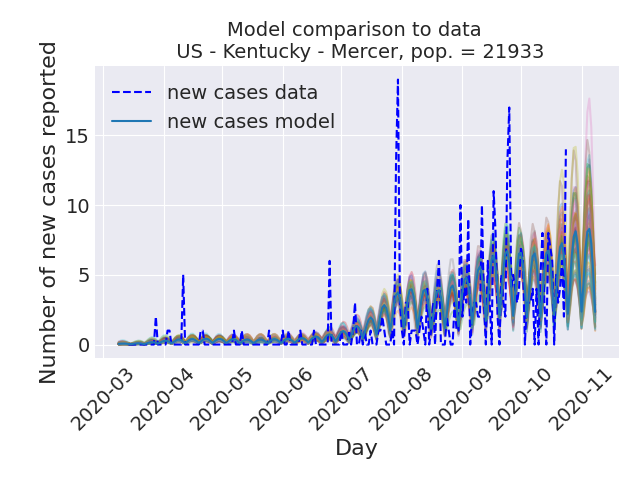 Model comparison to data
US - Kentucky - Mercer, pop. = 21933
Number of new cases reported
new cases data
new cases model
15
10
5
0
2020-03
2020-04
2020-05
2020-06
2020-07
2020-08
2020-09
2020-10
2020-11
Day